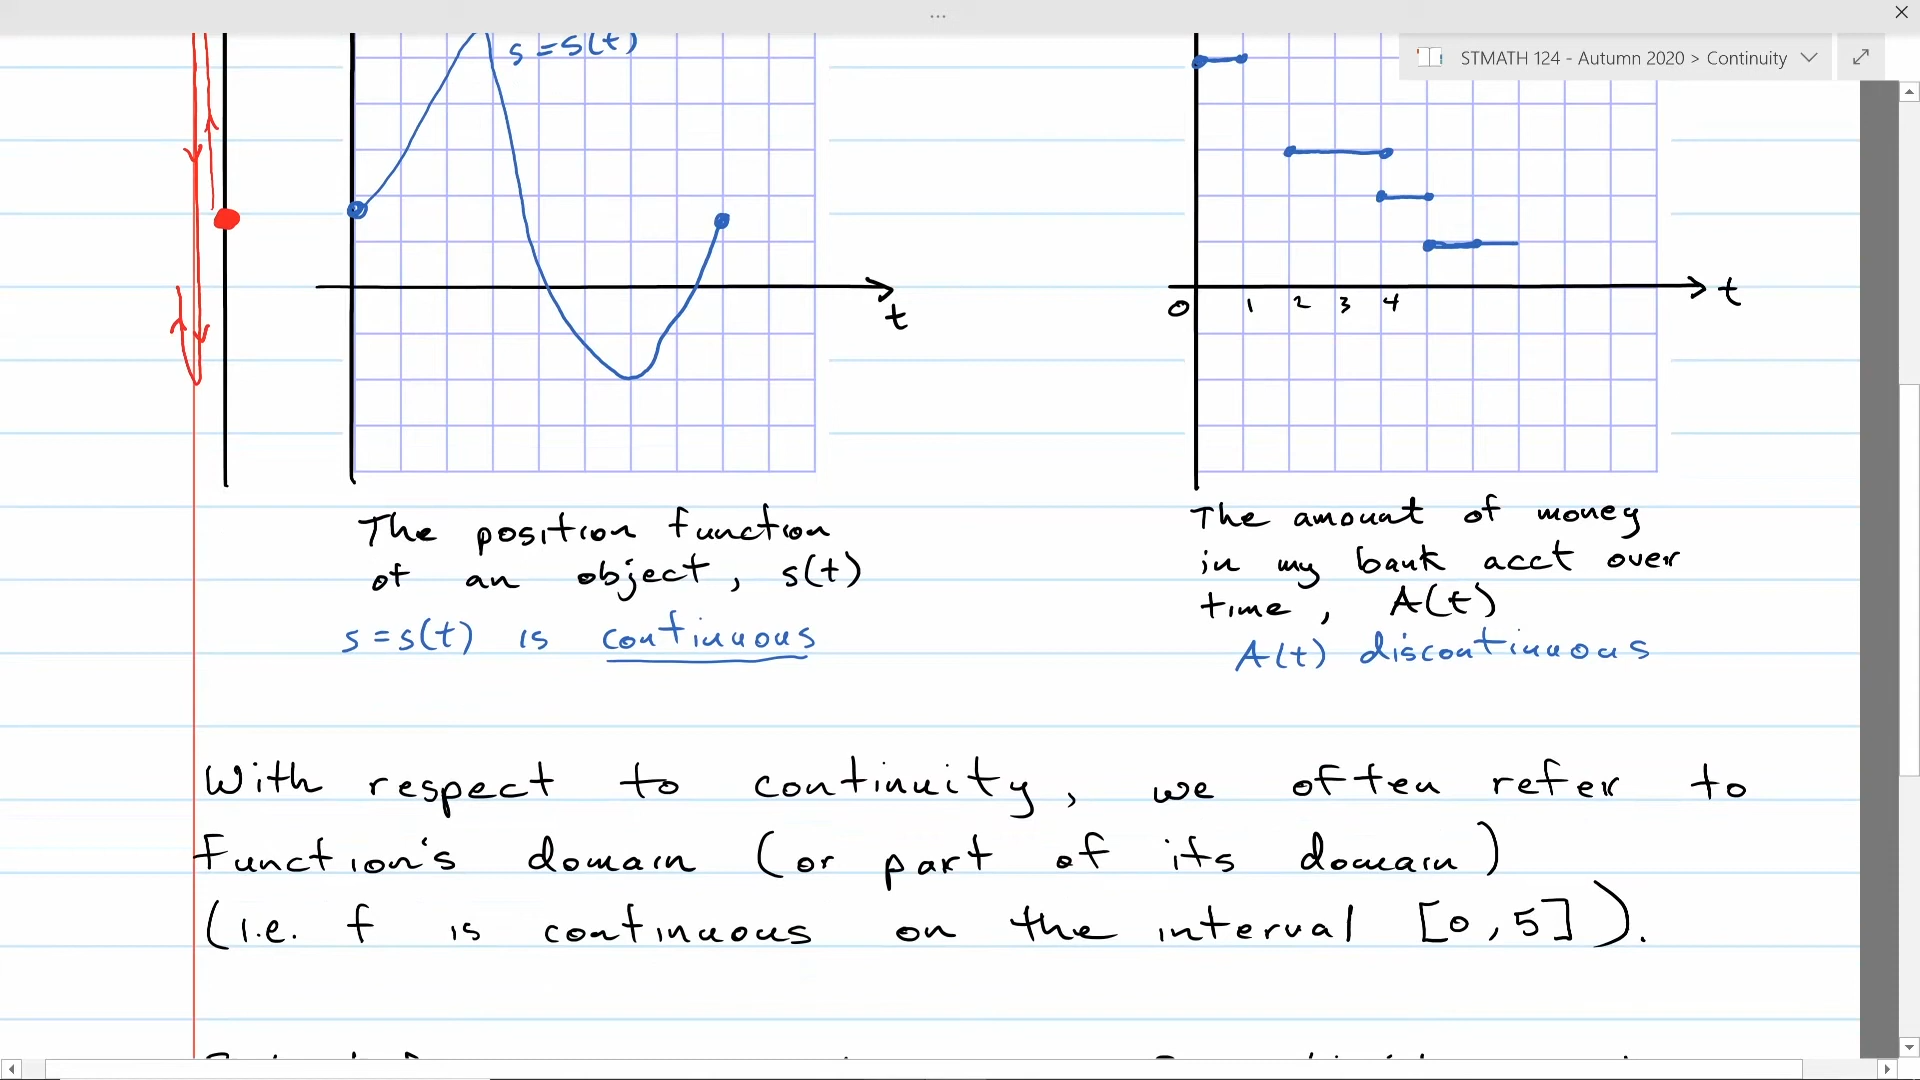 ...
STMATH 124 - Autumn 2020 > Continuity
s = s(t)
t
0 1 2 3 4 t
The position function
of an object, s(t)
s = s(t) is continuous
The amount of money
in my bank acct over
time, A(t)
A(t) discontinuous
With respect to continuity, we often refer to
Function's domain (or part of its domain)
(i.e. f is continuous on the interval [0,5]).